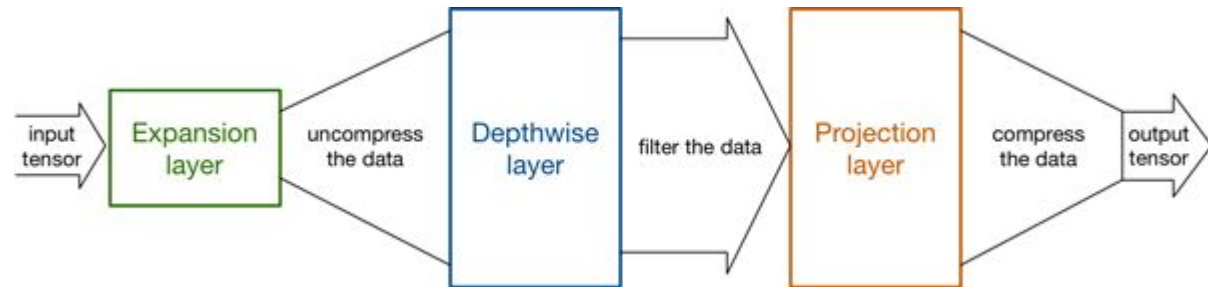 input
tensor
Expansion
layer
uncompress
the data
Depthwise
layer
filter the data
Projection
layer
compress
the data
output
tensor